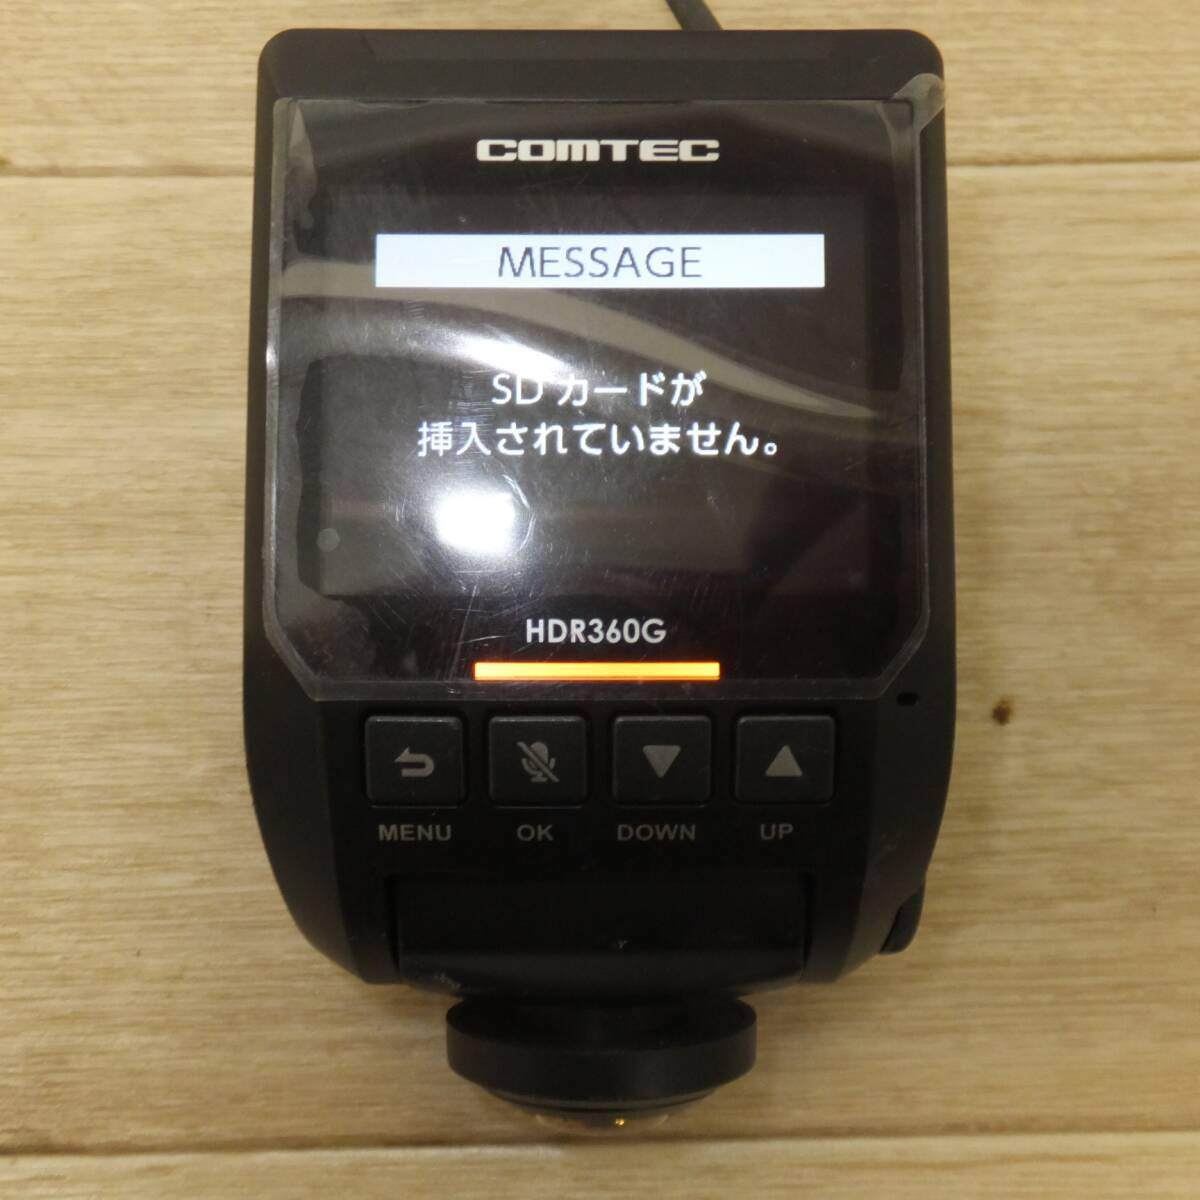 COMTEC
MESSAGE
SD カードが
挿入されていません。
HDR360G
MENU OK DOWN UP